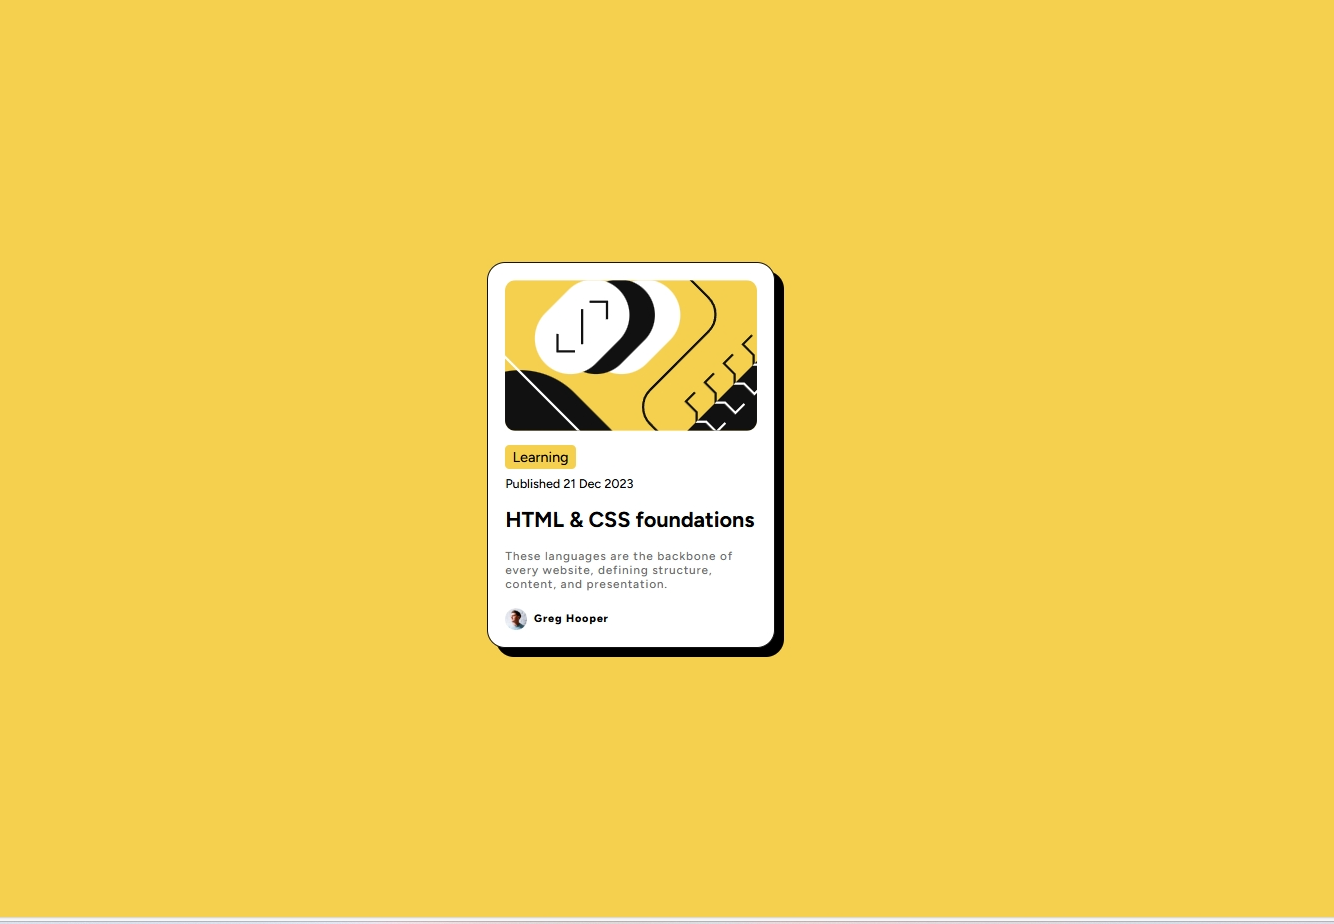 Learning
Published 21 Dec 2023
HTML & CSS foundations
These languages are the backbone of
every website, defining structure,
content, and presentation.
Greg Hooper